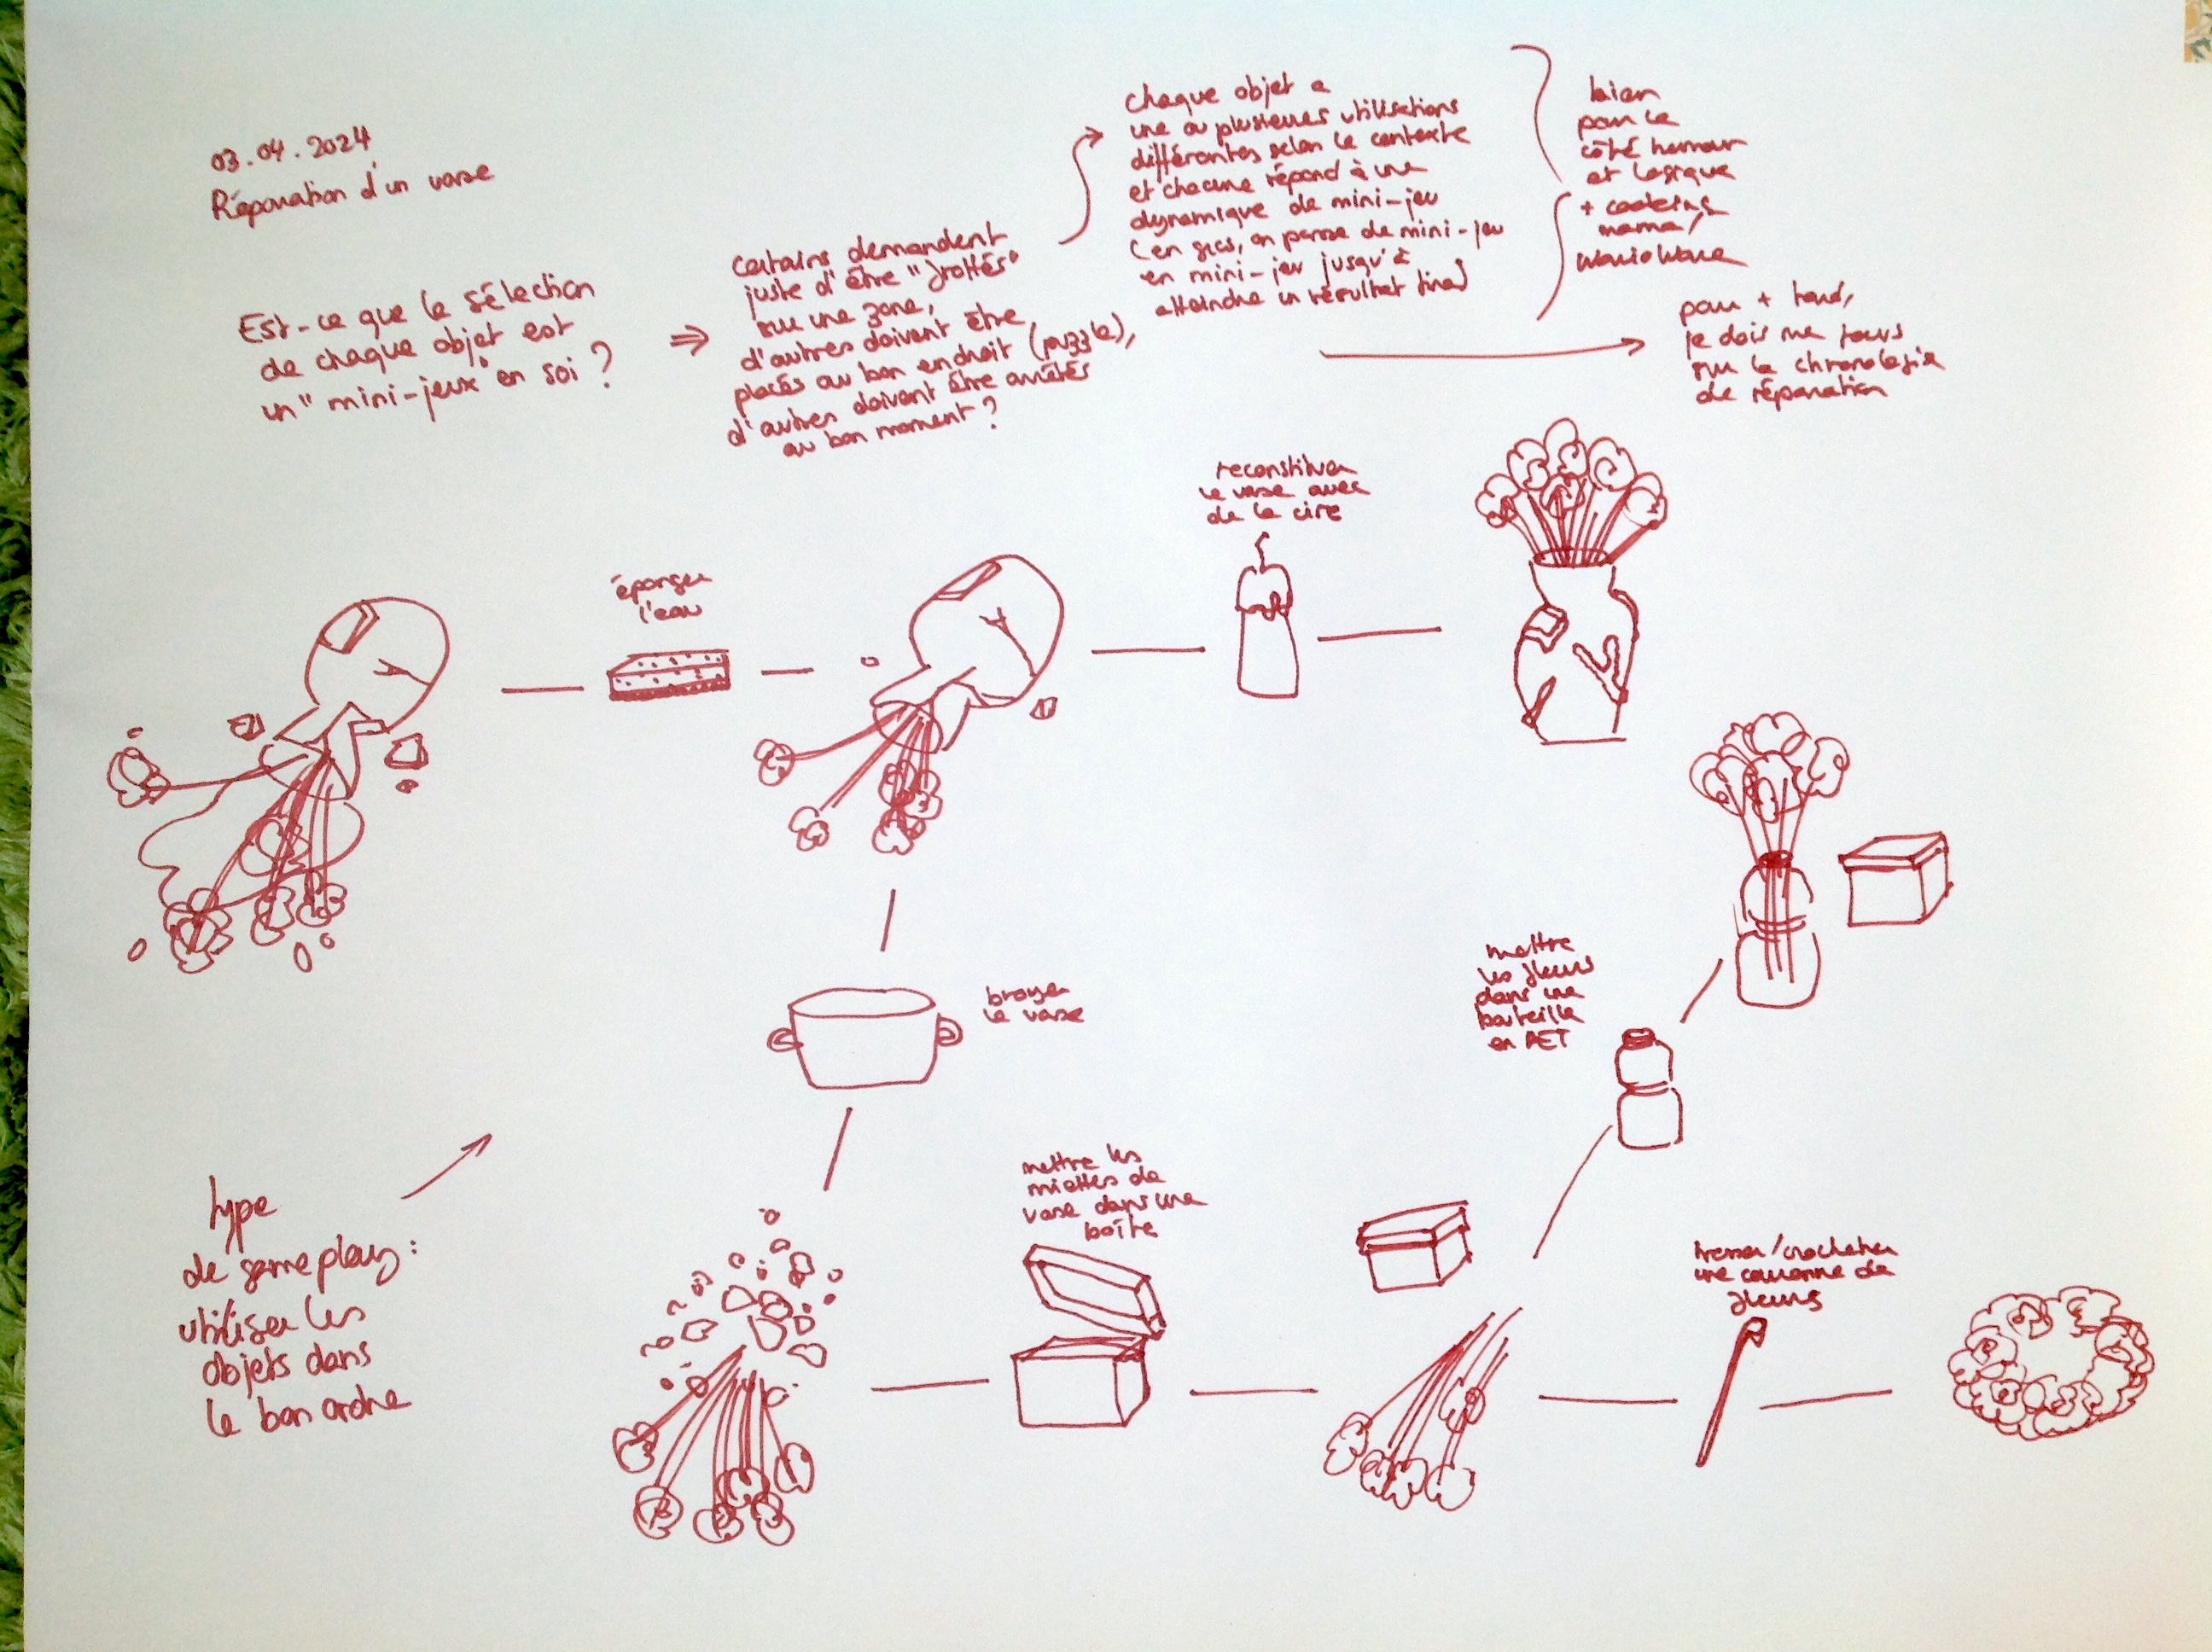 03.04.2024
Réparation d'un vase
Est-ce que la sélection
de chaque objet est
un "mini-jeux" en soi ?
⇒ certains demandent
juste d'être "frottés"
sur une zone,
d'autres doivent être
placés au bon endroit (puzzle),
d'autres doivent être arrêtés
au bon moment ?
chaque objet a
une ou plusieurs utilisations
différentes selon le contexte
et chacune répond à une
dynamique de mini-jeu
(en gros, on passe de mini-jeu
en mini-jeu jusqu'à
atteindre un résultat final)
bien
pour le
côté humour
et logique
+ cooking
mama/
WarioWare
pour + tard,
je dois me focus
sur la chronologie
de réparation
éponger
l'eau
reconstituer
le vase avec
de la cire
broyer
le vase
mettre
les fleurs
dans une
bouteille
en PET
type
de gameplay :
utiliser les
objets dans
le bon ordre
mettre les
miettes de
vase dans une
boîte
tresser/crocheter
une couronne de
fleurs